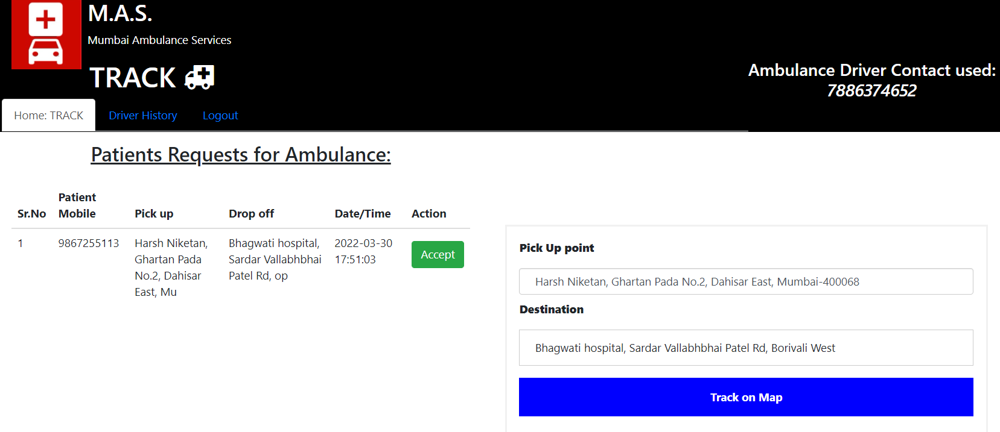 M.A.S.
Mumbai Ambulance Services
TRACK
Ambulance Driver Contact used:
7886374652
Home: TRACK
Driver History
Logout
Patients Requests for Ambulance:
Sr.No
Patient
Mobile
Pick up
Drop off
Date/Time
Action
1
9867255113
Harsh Niketan,
Ghartan Pada
No.2, Dahisar
East, Mu
Bhagwati hospital,
Sardar Vallabhbhai
Patel Rd, op
2022-03-30
17:51:03
Accept
Pick Up point
Harsh Niketan, Ghartan Pada No.2, Dahisar East, Mumbai-400068
Destination
Bhagwati hospital, Sardar Vallabhbhai Patel Rd, Borivali West
Track on Map